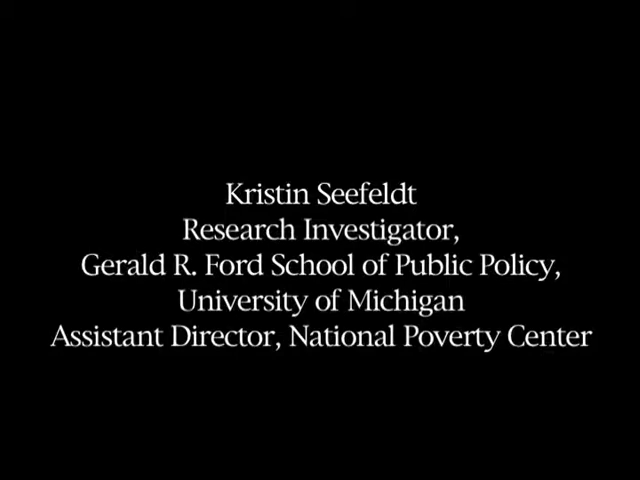 Kristin Seefeldt
Research Investigator,
Gerald R. Ford School of Public Policy,
University of Michigan
Assistant Director, National Poverty Center